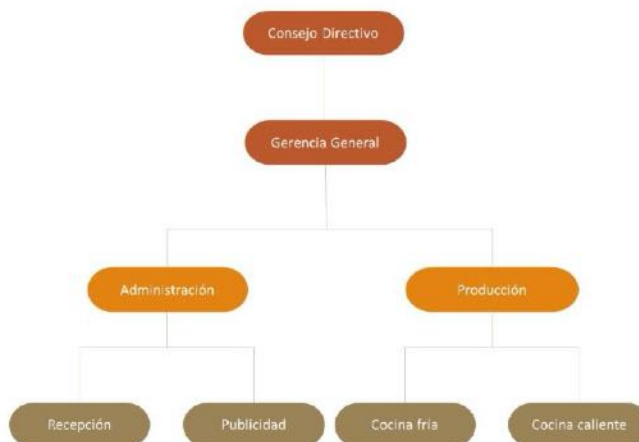 Consejo Directivo
Gerencia General
Administración
Producción
Recepción
Publicidad
Cocina fría
Cocina caliente